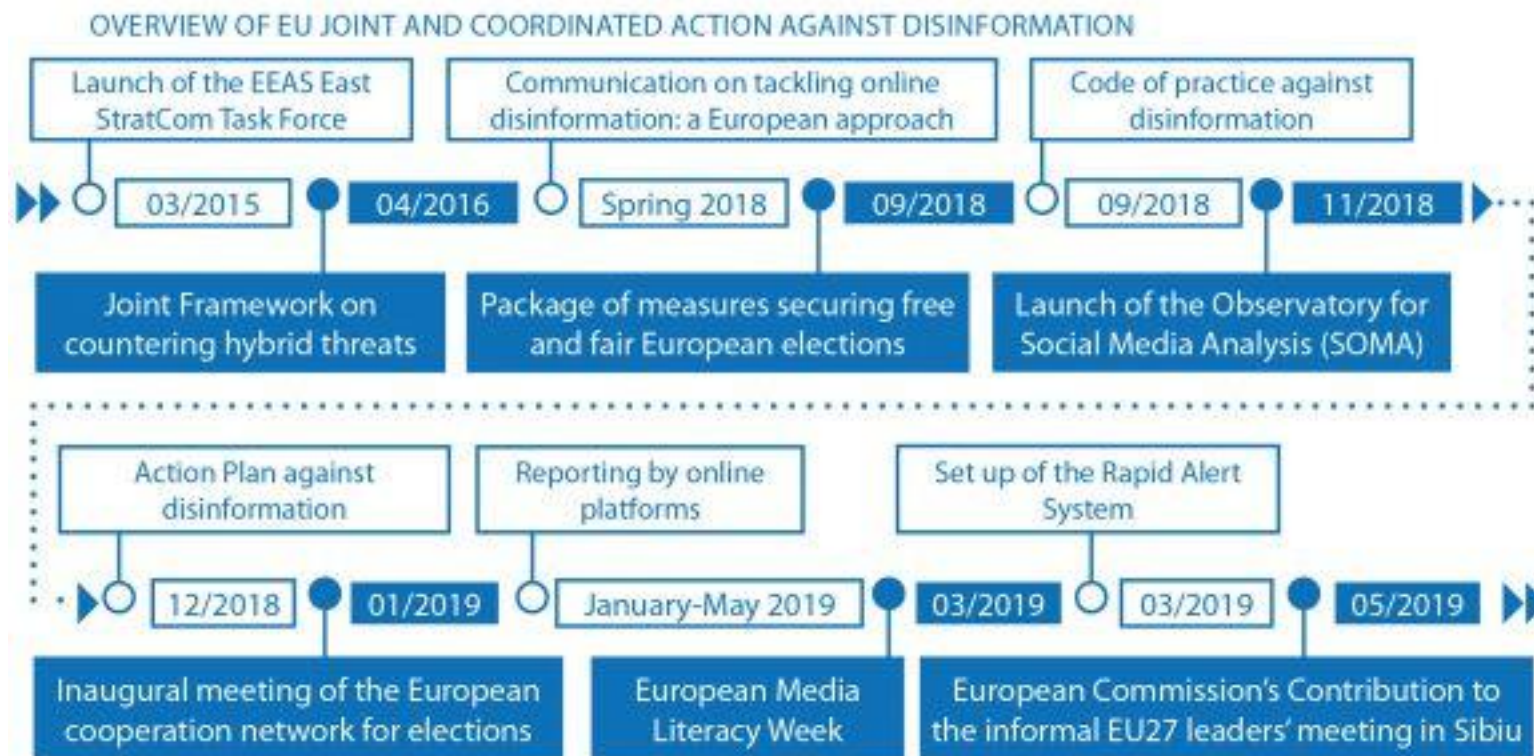 OVERVIEW OF EU JOINT AND COORDINATED ACTION AGAINST DISINFORMATION
Launch of the EEAS East
StratCom Task Force
Communication on tackling online
disinformation: a European approach
Code of practice against
disinformation
03/2015
04/2016
Spring 2018
09/2018
09/2018
11/2018
Joint Framework on
countering hybrid threats
Package of measures securing free
and fair European elections
Launch of the Observatory for
Social Media Analysis (SOMA)
Action Plan against
disinformation
Reporting by online
platforms
Set up of the Rapid Alert
System
12/2018
01/2019
January-May 2019
03/2019
03/2019
05/2019
Inaugural meeting of the European
cooperation network for elections
European Media
Literacy Week
European Commission's Contribution to
the informal EU27 leaders' meeting in Sibiu